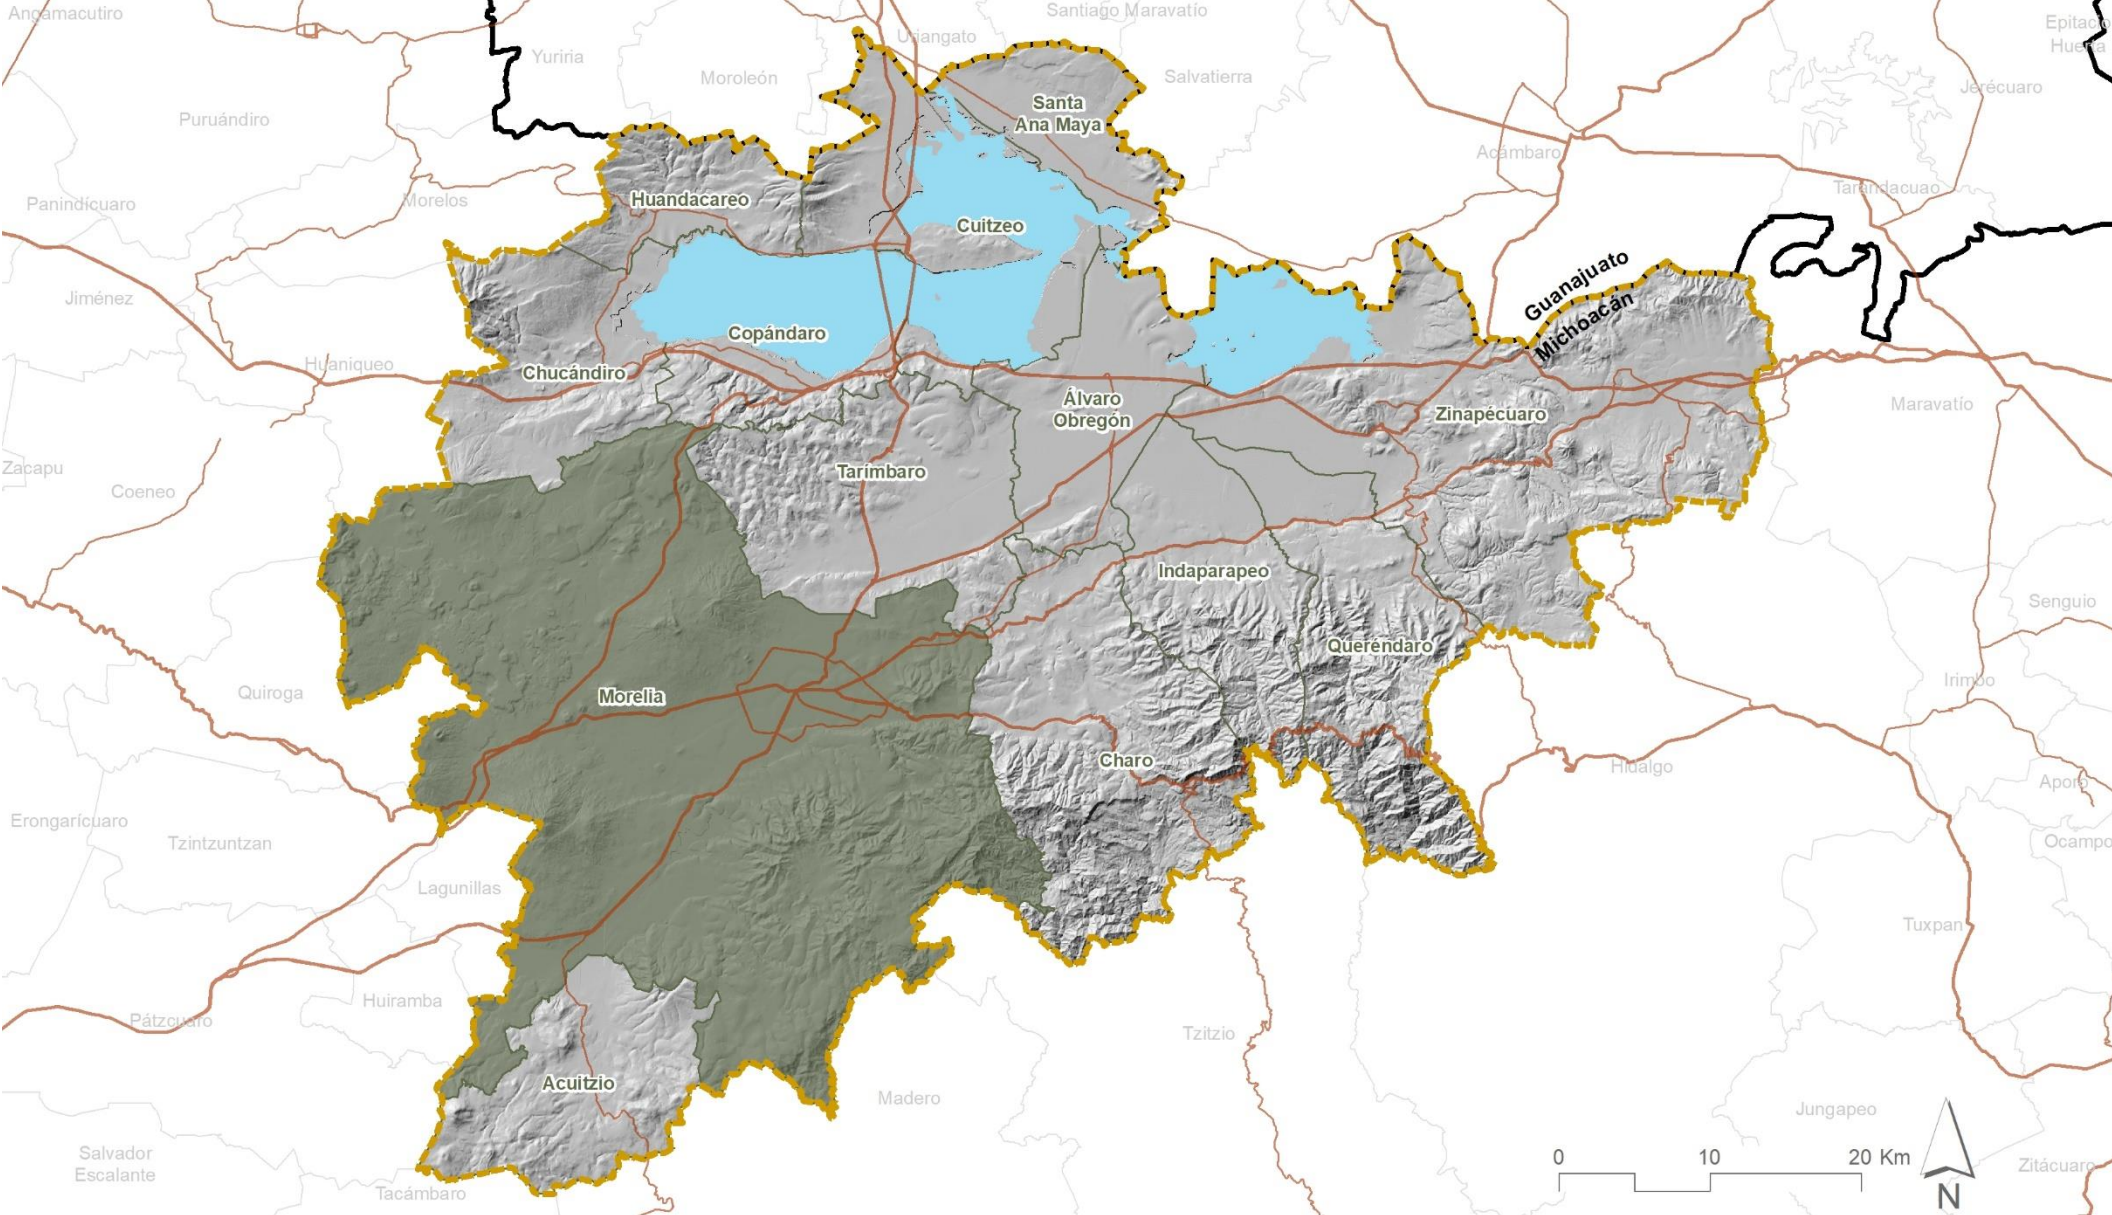 Angamacutiro
Santiago Maravatío
Epitacio
Huerta
Uriangato
Yuriria
Moroleón
Salvatierra
Jerécuaro
Santa
Ana Maya
Puruándiro
Acámbaro
Tarandacuao
Panindícuaro
Morelos
Huandacareo
Cuitzeo
Guanajuato
Michoacán
Jiménez
Copándaro
Huaniqueo
Chucándiro
Álvaro
Obregón
Zinapécuaro
Maravatío
Zacapu
Coeneo
Tarímbaro
Indaparapeo
Senguio
Queréndaro
Quiroga
Morelia
Irimbo
Charo
Hidalgo
Aporo
Erongarícuaro
Tzintzuntzan
Ocampo
Lagunillas
Tuxpan
Huiramba
Pátzcuaro
Tzitzio
Acuitzio
Madero
Jungapeo
Salvador
Escalante
Tacámbaro
0 10 20 Km
Zitácuaro
N